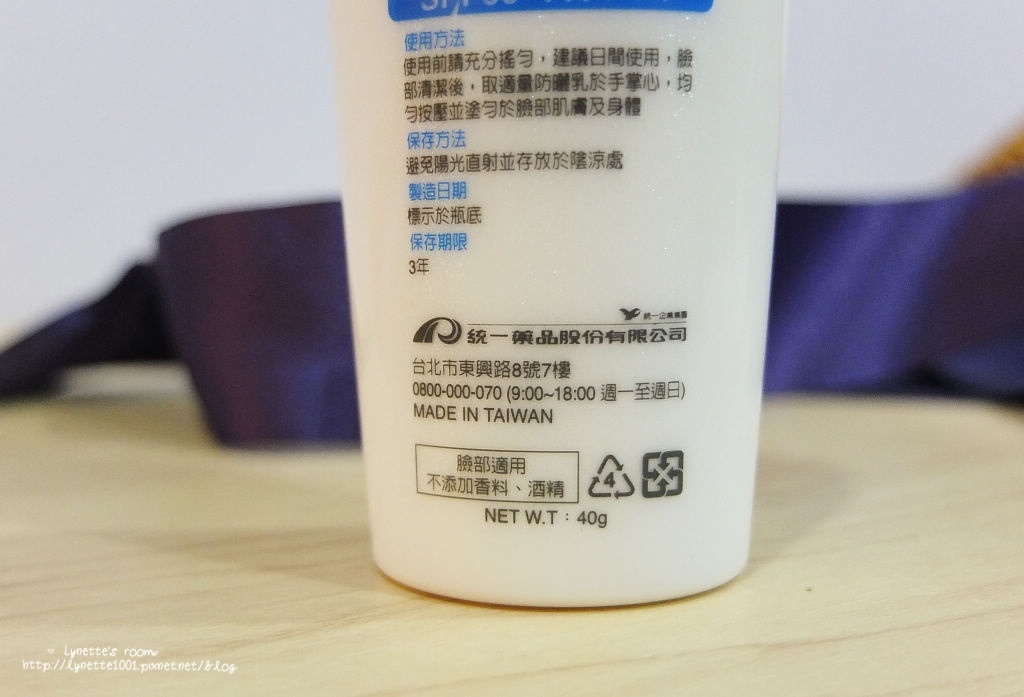 使用方法
使用前請充分搖勻，建議日間使用，臉
部清潔後，取適量防曬乳於手掌心，均
勻按壓並塗勻於臉部肌膚及身體
保存方法
避免陽光直射並存放於陰涼處
製造日期
標示於瓶底
保存期限
3年
統一企業集團
統一藥品股份有限公司
台北市東興路8號7樓
0800-000-070 (9:00~18:00 週一至週日)
MADE IN TAIWAN
臉部適用
不添加香料、酒精
4
NET W.T：40g
Lynette's room
http://lynette1001.pixnet.net/blog